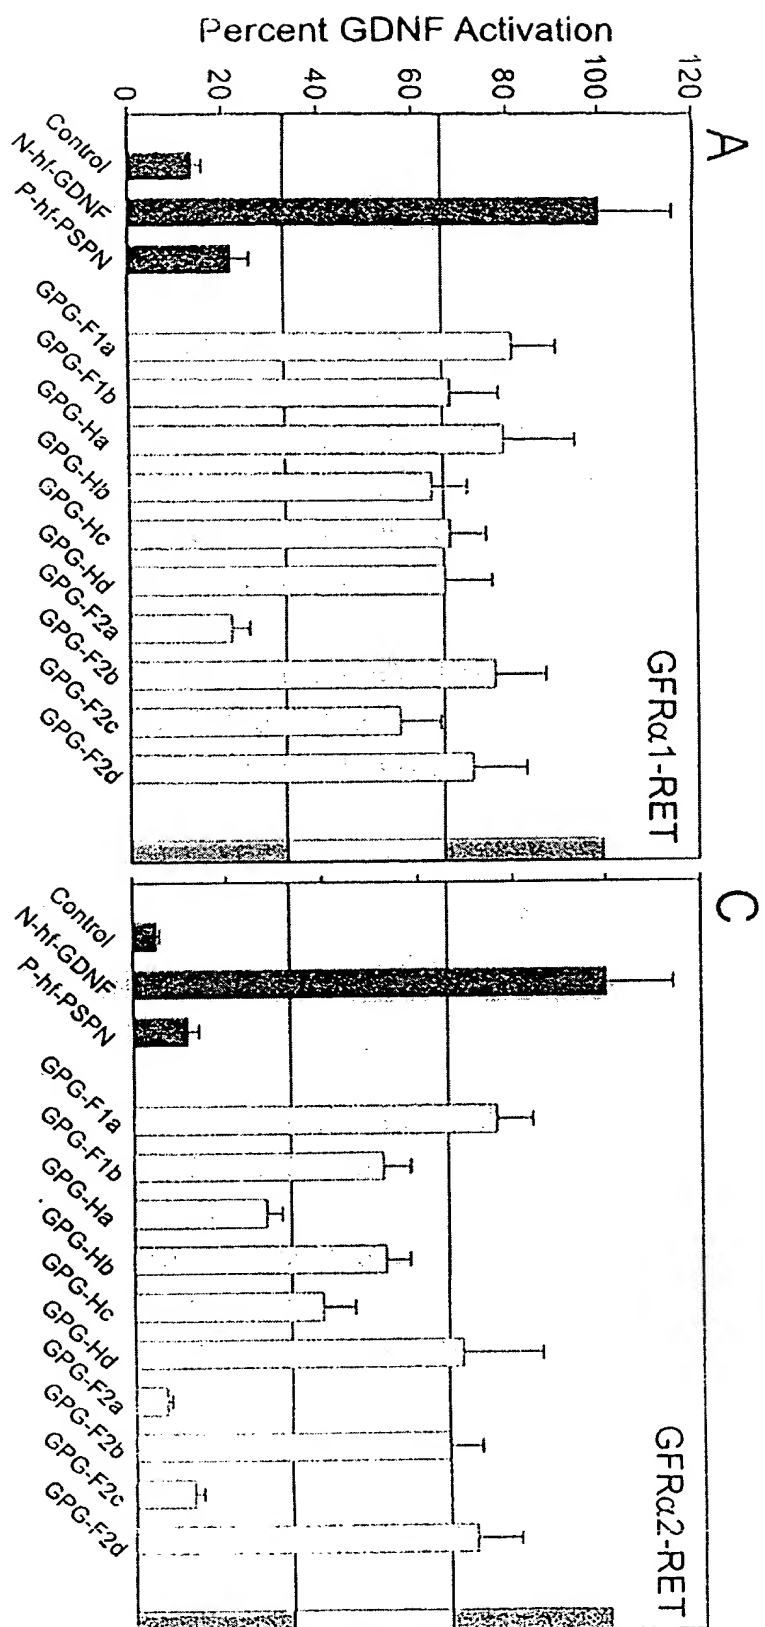 Percent GDNF Activation
0
20
40
60
80
100
120
A
GFRα1-RET
Control
N-hf-GDNF
P-hf-PSPN
GPG-F1a
GPG-F1b
GPG-Ha
GPG-Hb
GPG-Hc
GPG-Hd
GPG-F2a
GPG-F2b
GPG-F2c
GPG-F2d
C
GFRα2-RET
Control
N-hf-GDNF
P-hf-PSPN
GPG-F1a
GPG-F1b
GPG-Ha
GPG-Hb
GPG-Hc
GPG-Hd
GPG-F2a
GPG-F2b
GPG-F2c
GPG-F2d